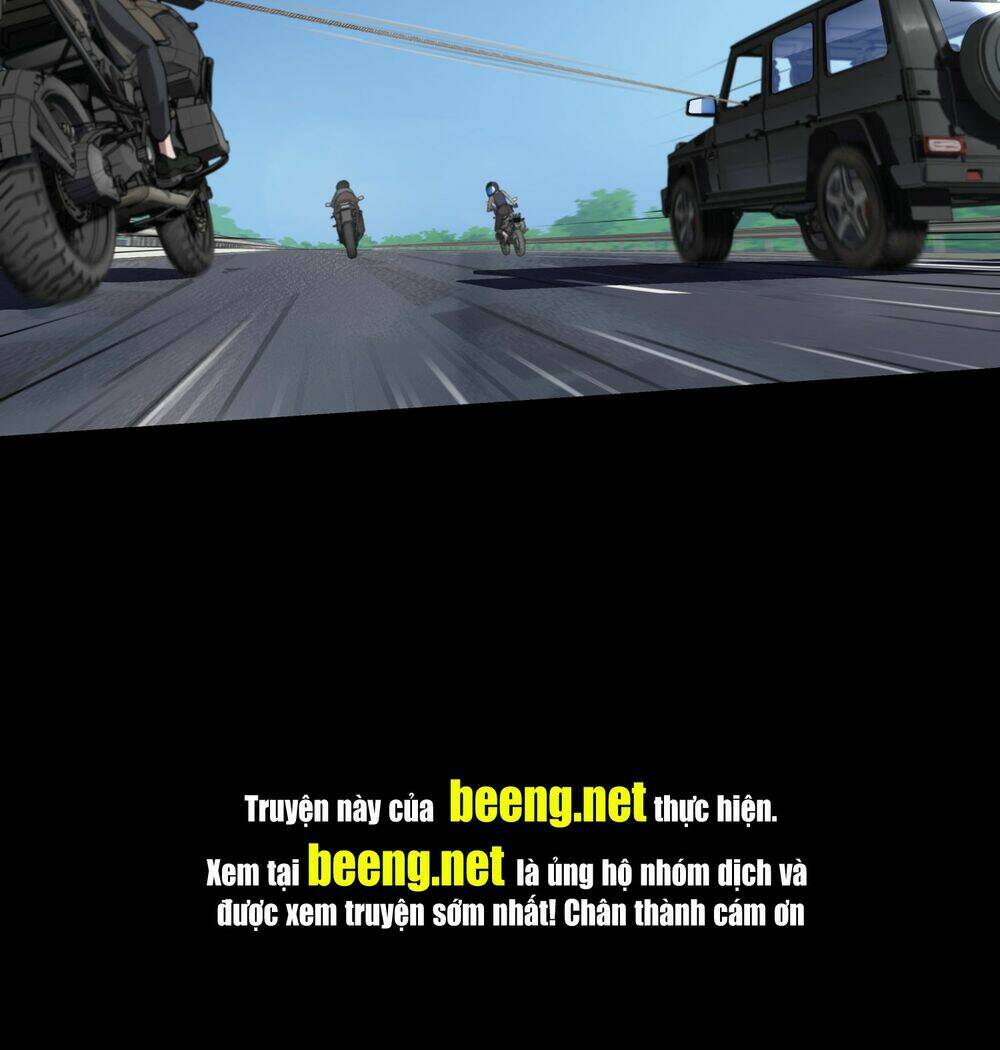 Truyện này của beeng.net thực hiện.
Xem tại beeng.net là ủng hộ nhóm dịch và
được xem truyện sớm nhất! Chân thành cám ơn